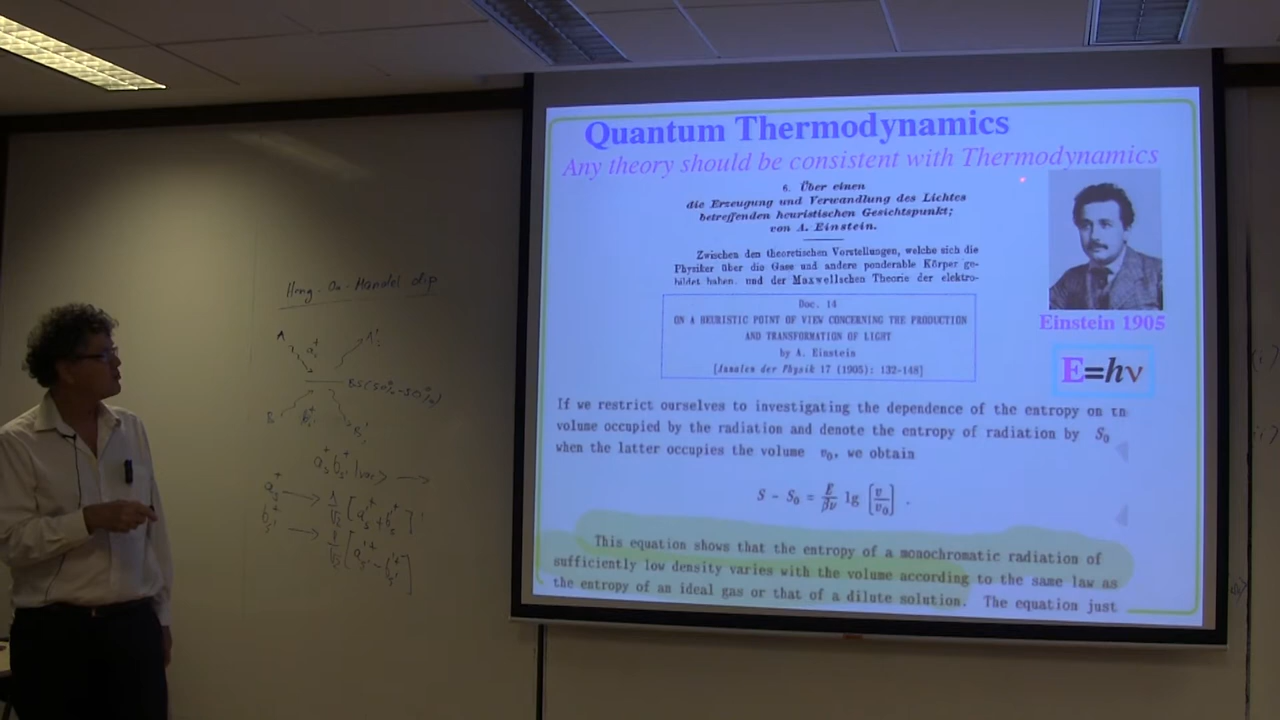 Quantum Thermodynamics
Any theory should be consistent with Thermodynamics
6. Über einen
die Erzeugung und Verwandlung des Lichtes
betreffenden heuristischen Gesichtspunkt;
von A. Einstein.
Zwischen den theoretischen Vorstellungen, welche sich die
Physiker über die Gase und andere ponderable Körper ge-
bildet haben, und der Maxwellschen Theorie der elektro-
Doc. 14
ON A HEURISTIC POINT OF VIEW CONCERNING THE PRODUCTION
AND TRANSFORMATION OF LIGHT
by A. Einstein
[Annalen der Physik 17 (1905): 132-148]
Einstein 1905
E=hν
If we restrict ourselves to investigating the dependence of the entropy on
volume occupied by the radiation and denote the entropy of radiation by S₀
when the latter occupies the volume v₀, we obtain
S - S₀ = E/βν lg [v/v₀] .
This equation shows that the entropy of a monochromatic radiation of
sufficiently low density varies with the volume according to the same law as
the entropy of an ideal gas or that of a dilute solution. The equation just
Hong-Ou-Mandel dip
A
A'
BS (50%-50%)
B
B'